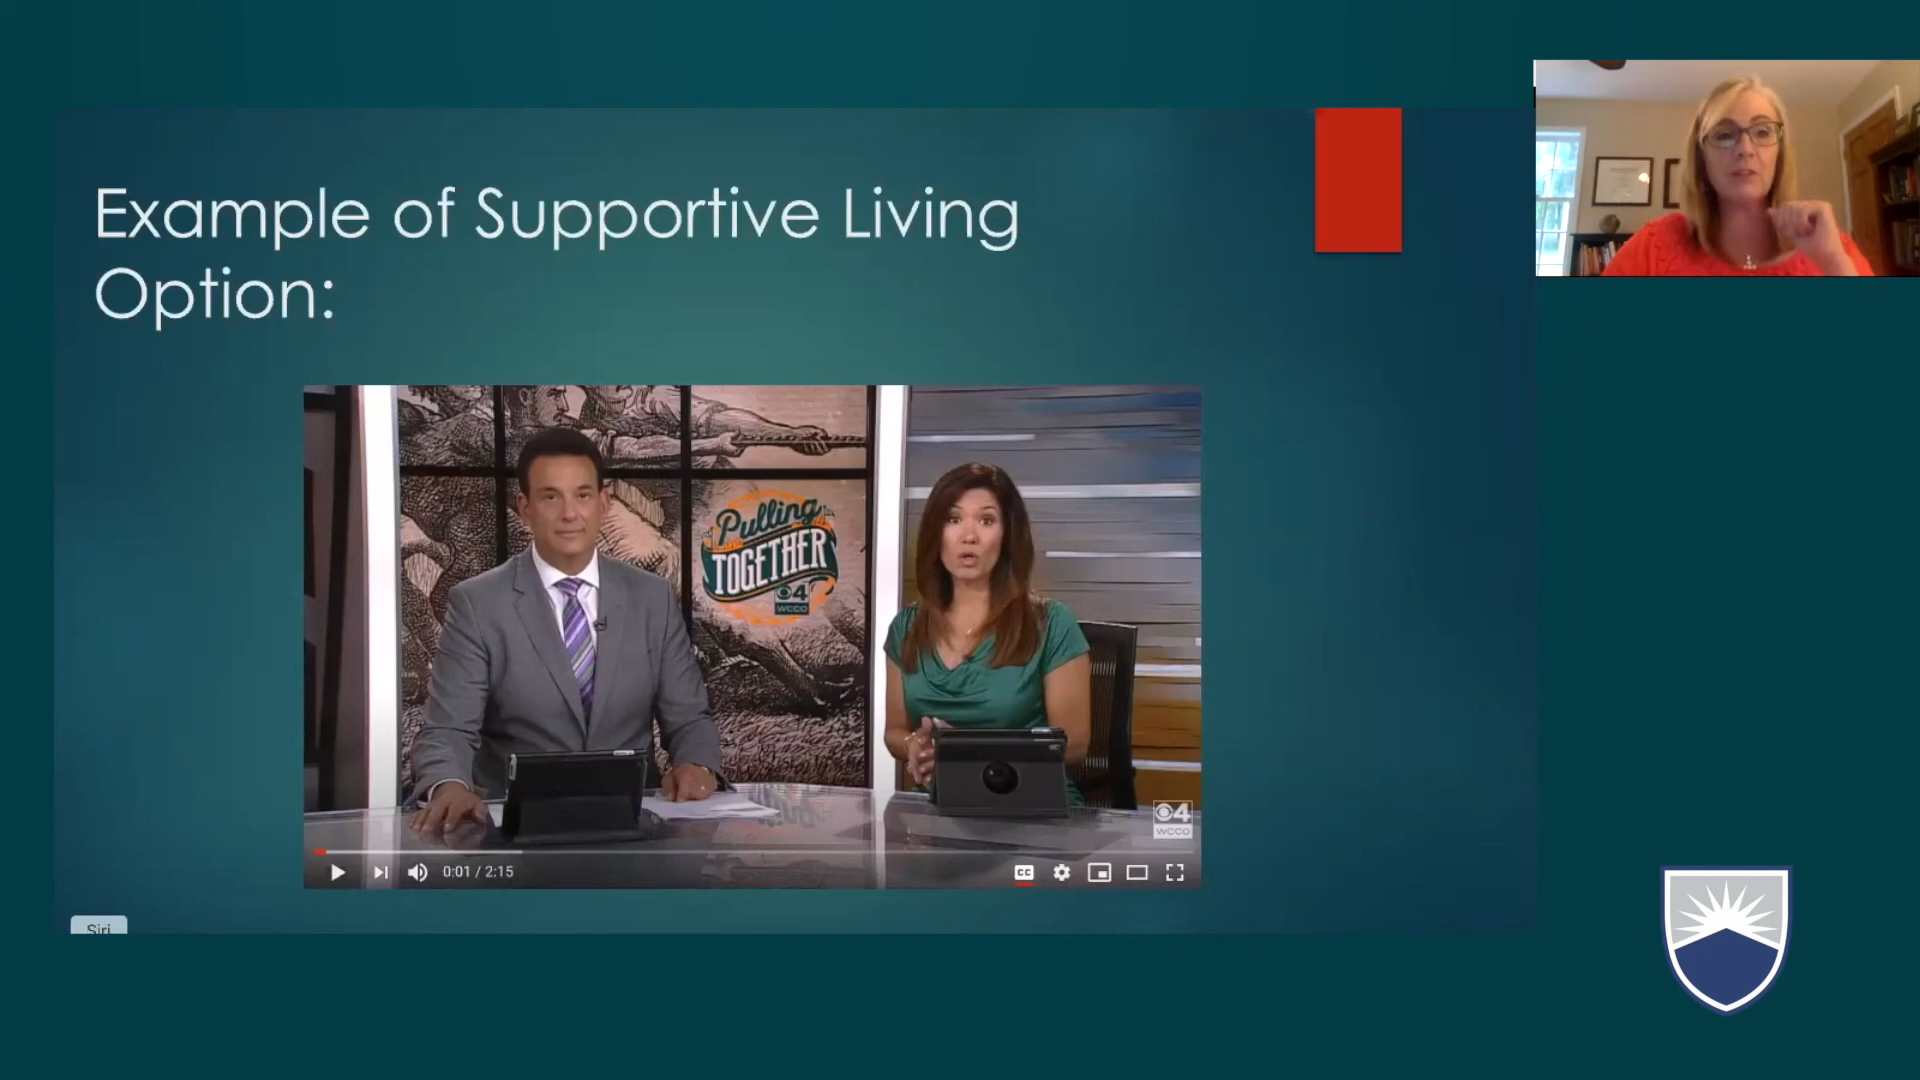 Example of Supportive Living
Option:
Pulling
TOGETHER
4
WCCO
4
WCCO
0:01 / 2:15
CC
Siri